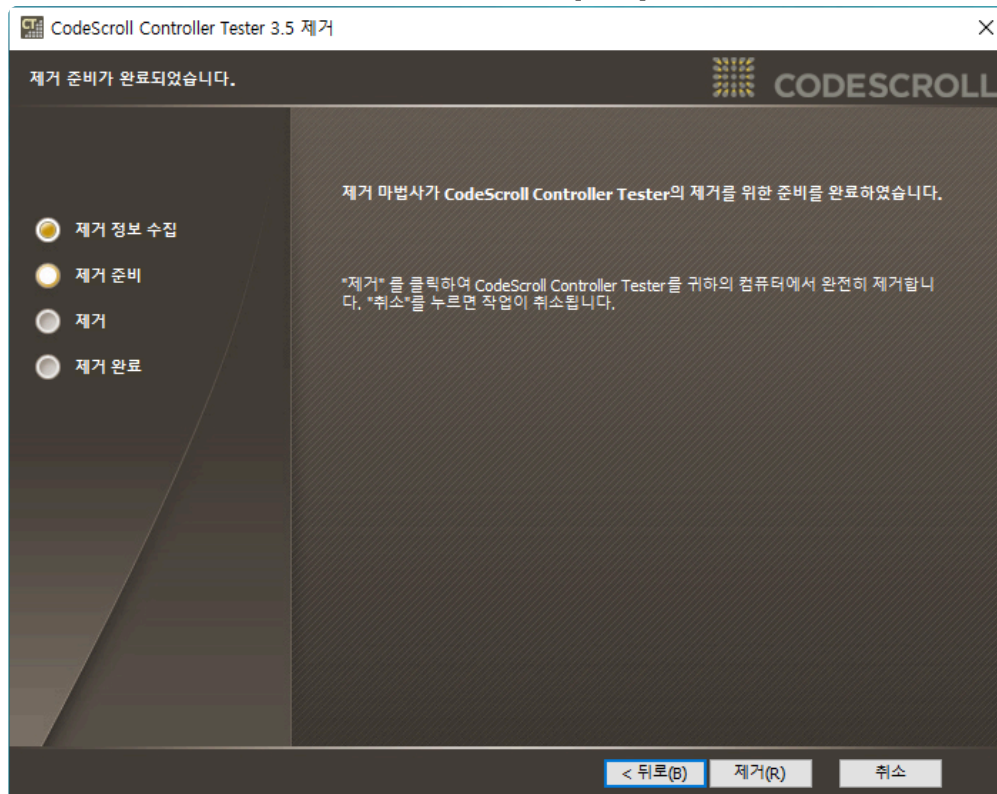 CodeScroll Controller Tester 3.5 제거
제거 준비가 완료되었습니다.
CODESCROLL
제거 정보 수집
제거 준비
제거
제거 완료
제거 마법사가 CodeScroll Controller Tester의 제거를 위한 준비를 완료하였습니다.
"제거" 를 클릭하여 CodeScroll Controller Tester를 귀하의 컴퓨터에서 완전히 제거합니
다. "취소"를 누르면 작업이 취소됩니다.
< 뒤로(B)
제거(R)
취소